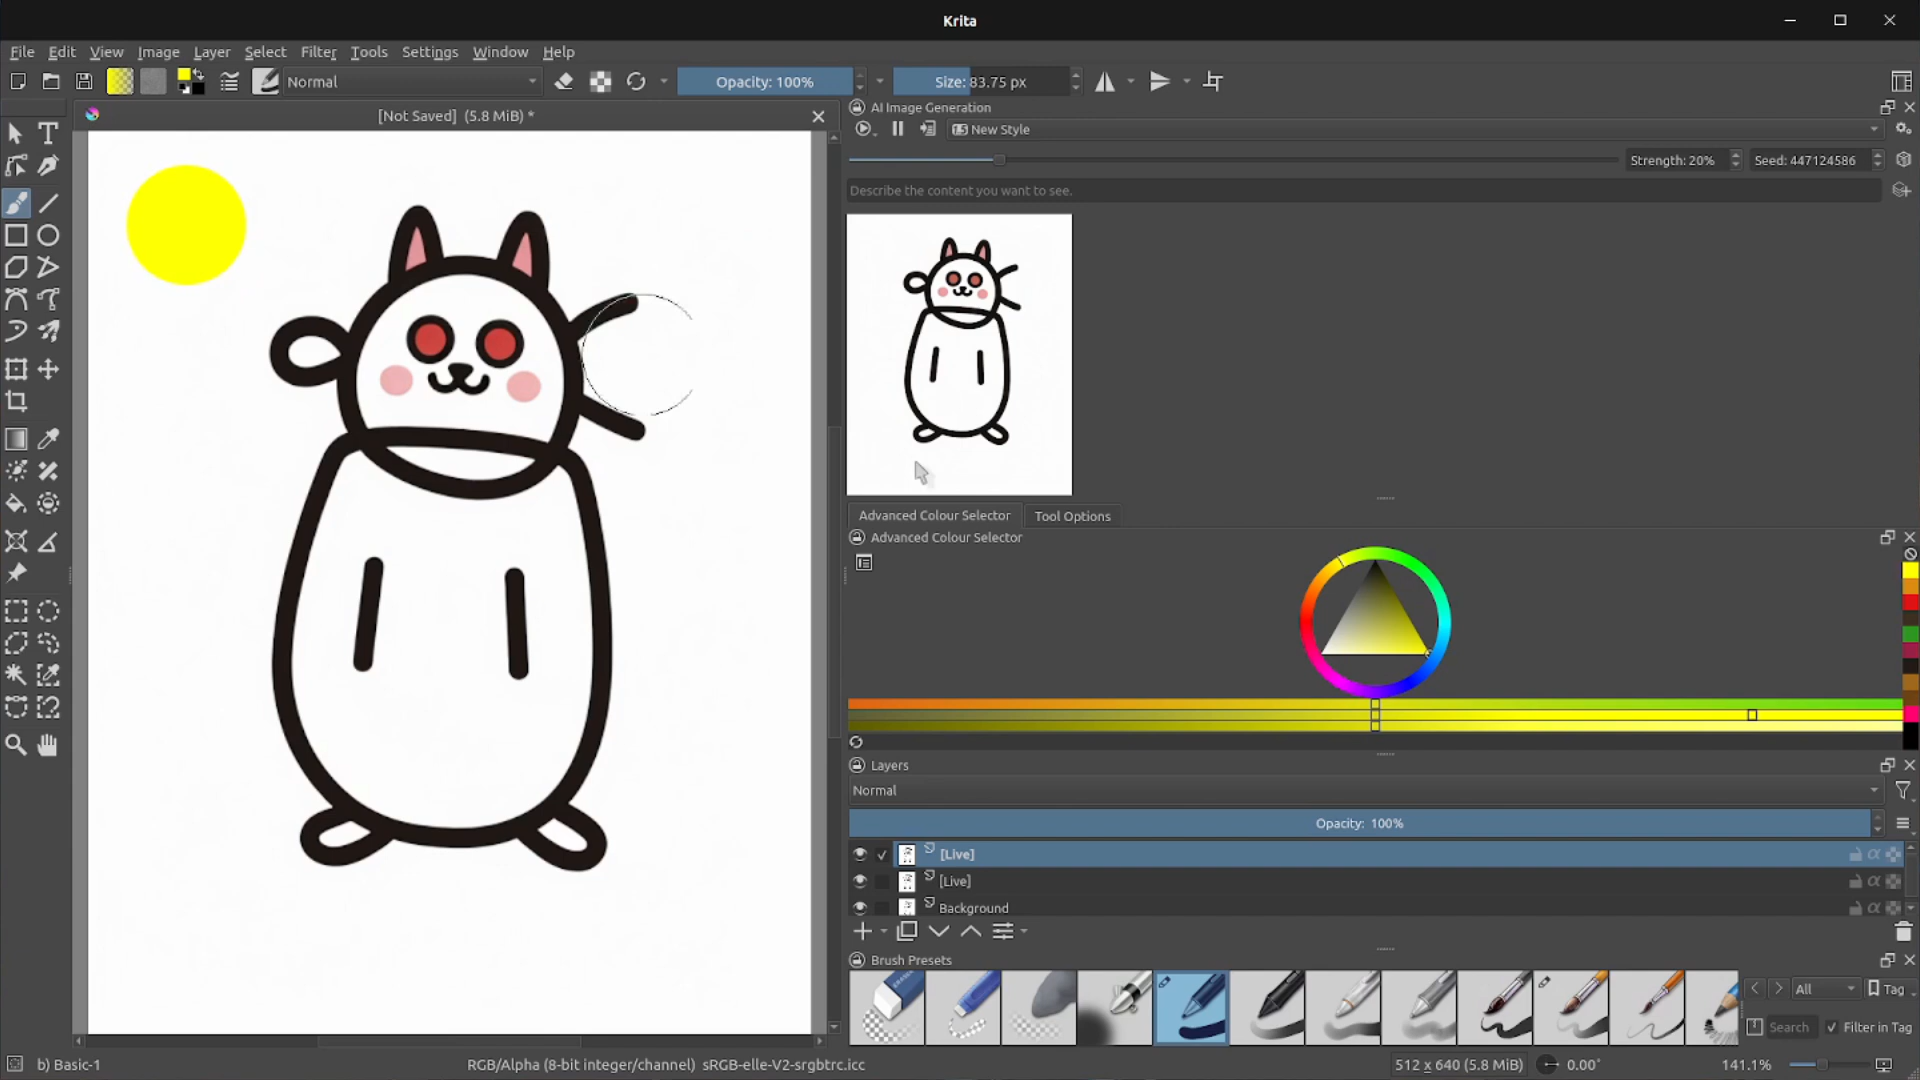 Krita
File Edit View Image Layer Select Filter Tools Settings Window Help
Normal Opacity: 100% Size: 83.75 px
[Not Saved] (5.8 MiB) *
AI Image Generation
1.5 New Style
Strength: 20% Seed: 447124586
Describe the content you want to see.
Advanced Colour Selector Tool Options
Advanced Colour Selector
Layers
Normal
Opacity: 100%
[Live]
[Live]
Background
Brush Presets
All Tag
Search Filter in Tag
b) Basic-1 RGB/Alpha (8-bit integer/channel) sRGB-elle-V2-srgbtrc.icc 512 x 640 (5.8 MiB) 0.00° 141.1%